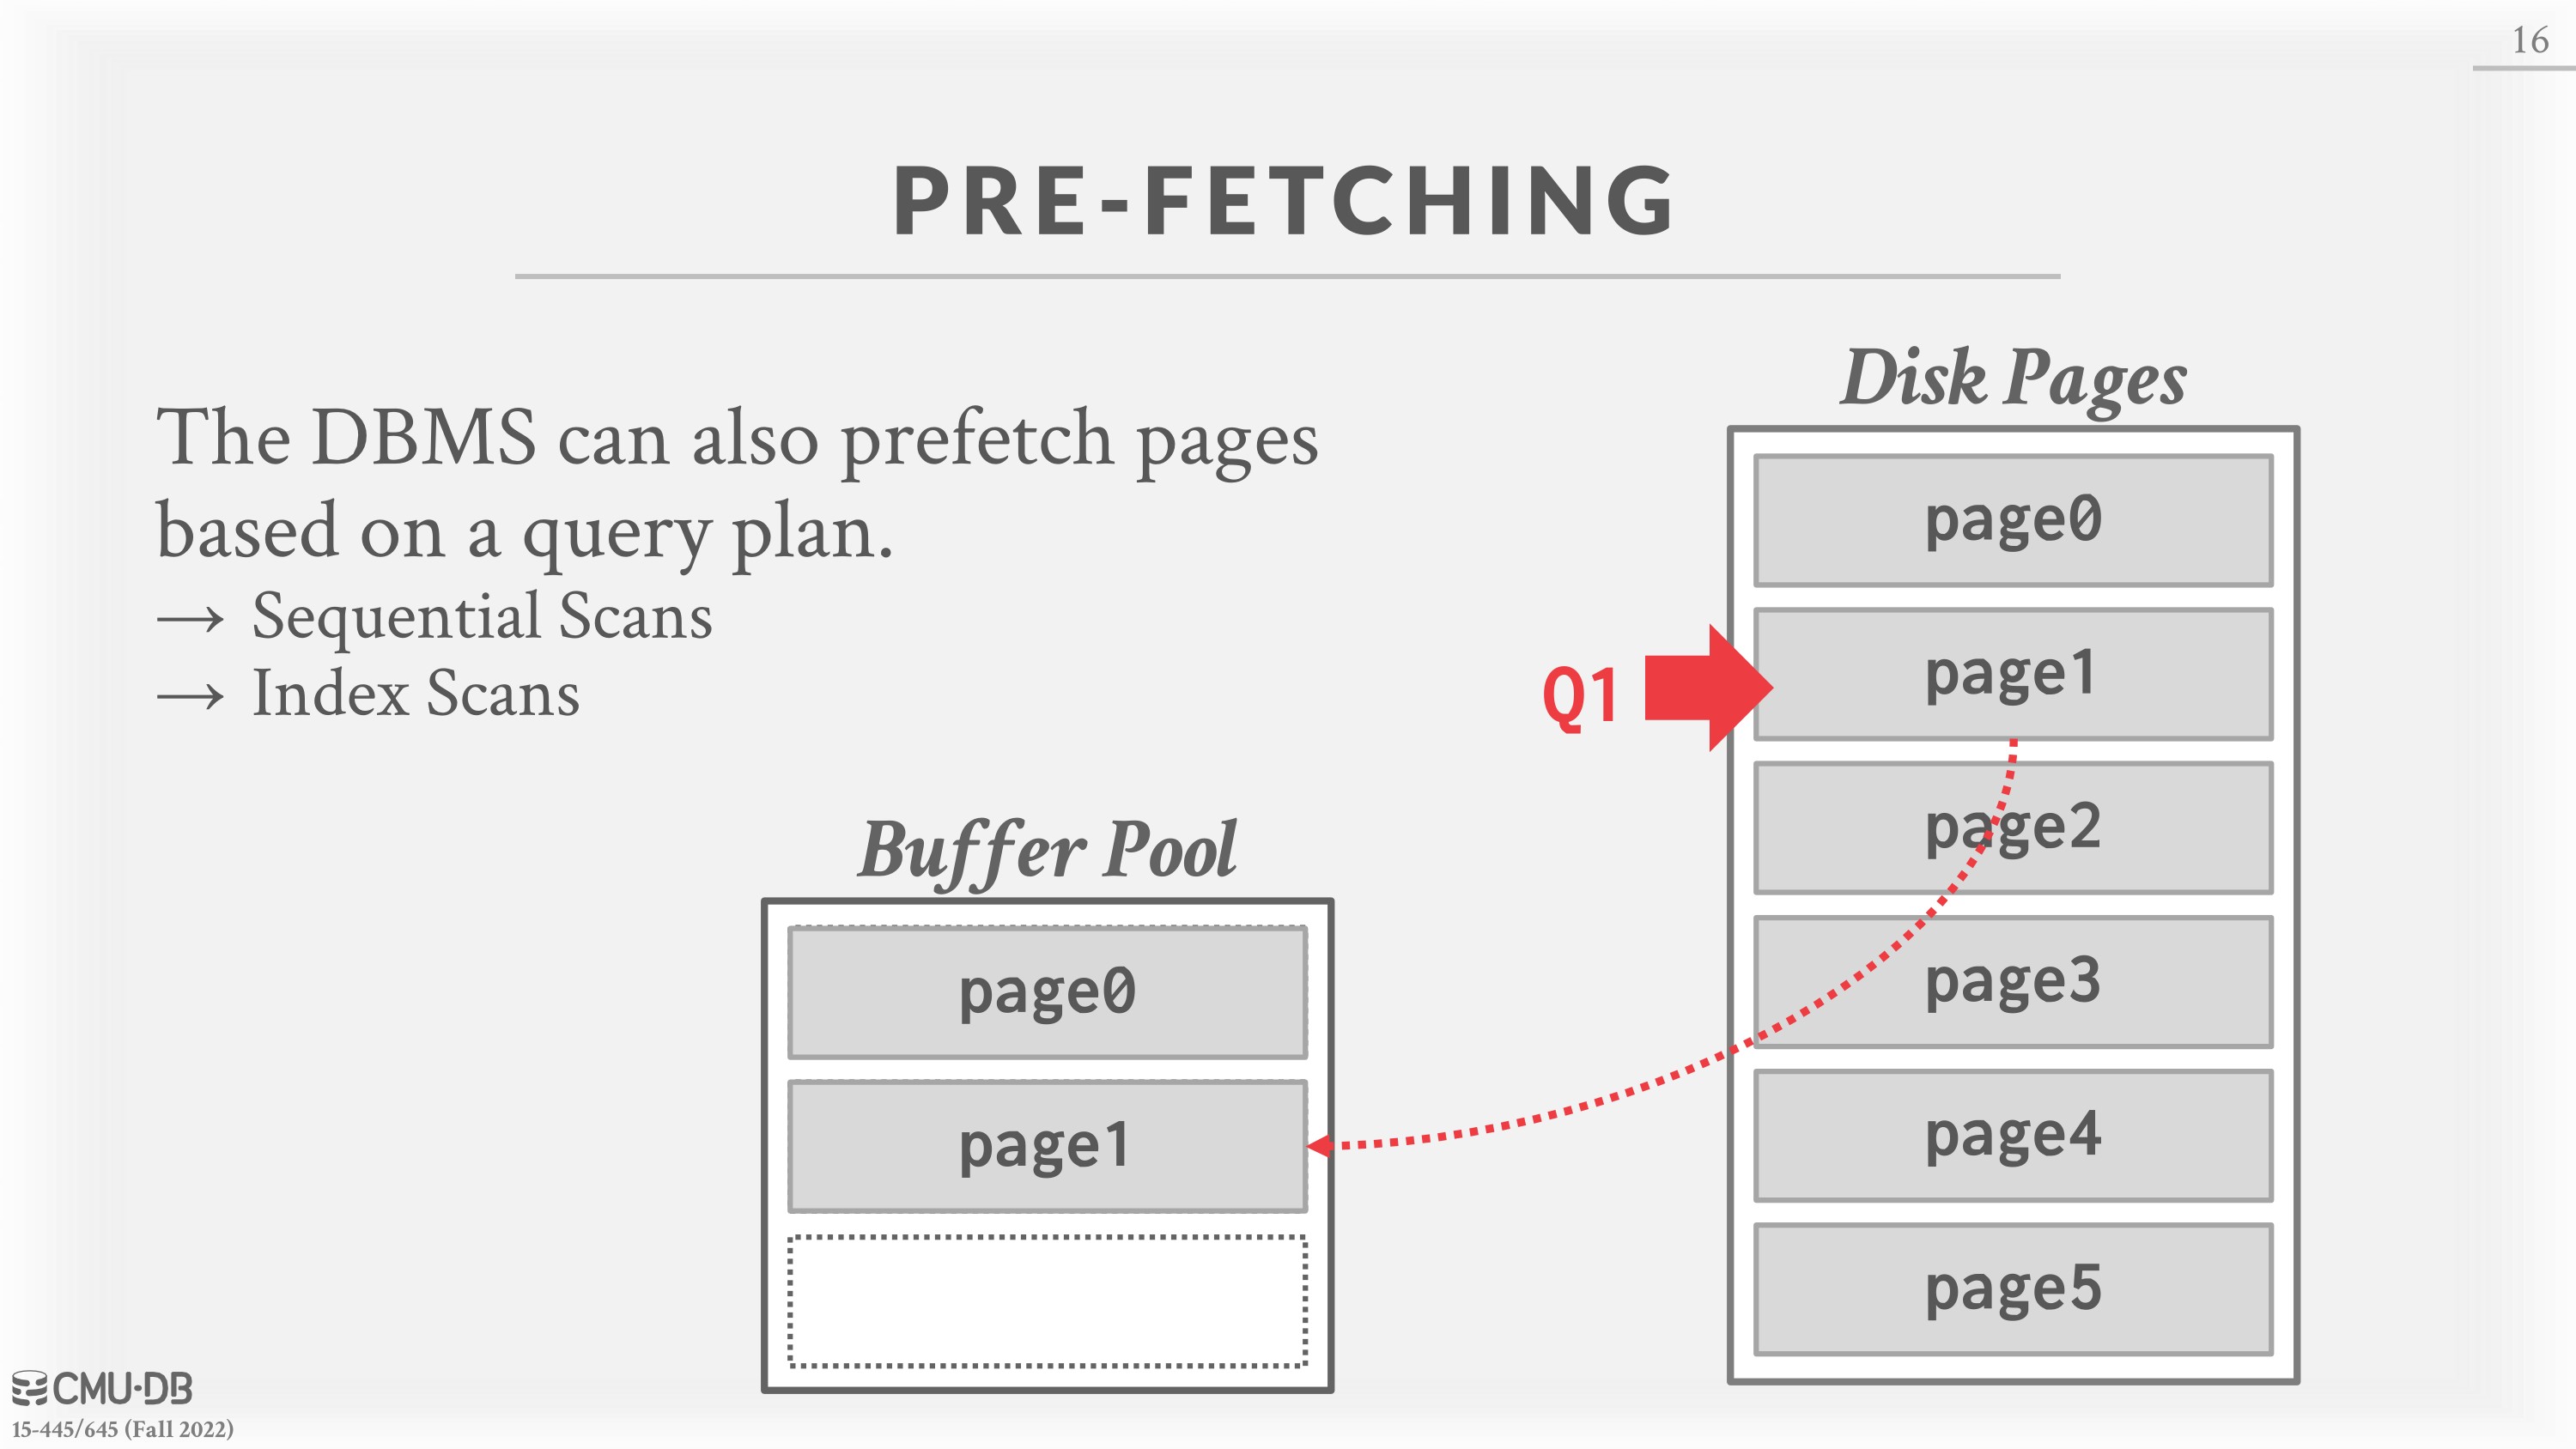 16
PRE-FETCHING
The DBMS can also prefetch pages
based on a query plan.
→ Sequential Scans
→ Index Scans
Buffer Pool
page0
page1
Q1
Disk Pages
page0
page1
page2
page3
page4
page5
CMU·DB
15-445/645 (Fall 2022)